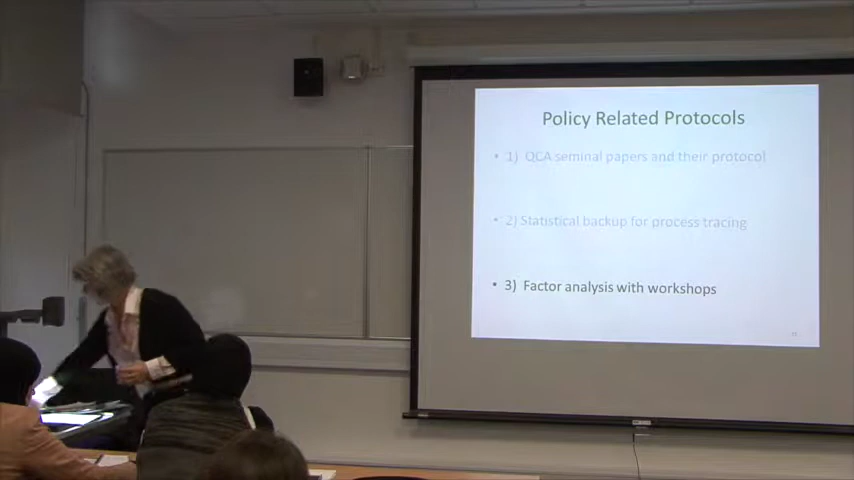 Policy Related Protocols
• 1) QCA seminal papers and their protocol
• 2) Statistical backup for process tracing
• 3) Factor analysis with workshops